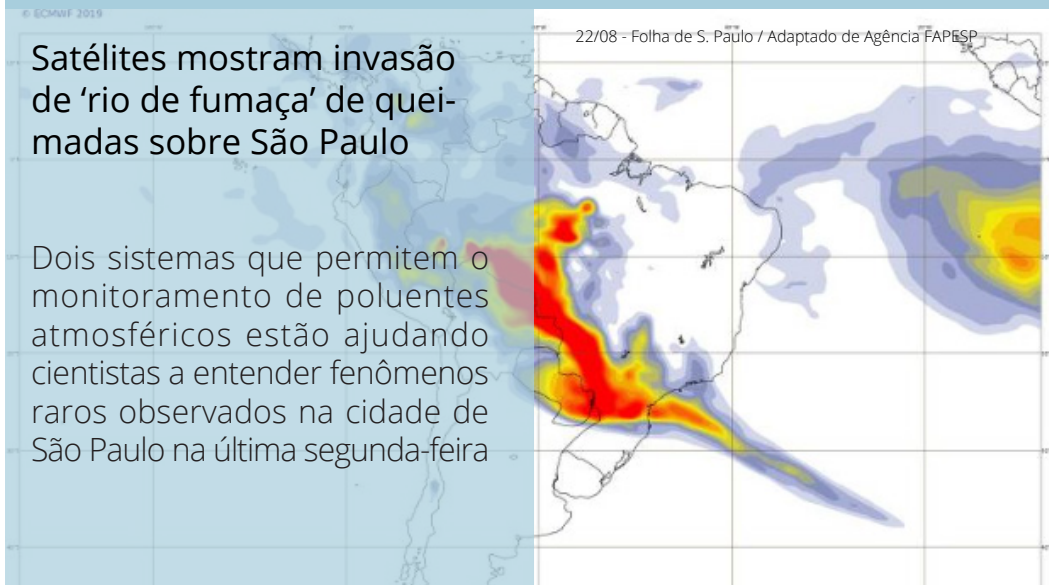 © ECMWF 2019
22/08 - Folha de S. Paulo / Adaptado de Agência FAPESP
Satélites mostram invasão
de ‘rio de fumaça’ de quei-
madas sobre São Paulo
Dois sistemas que permitem o
monitoramento de poluentes
atmosféricos estão ajudando
cientistas a entender fenômenos
raros observados na cidade de
São Paulo na última segunda-feira